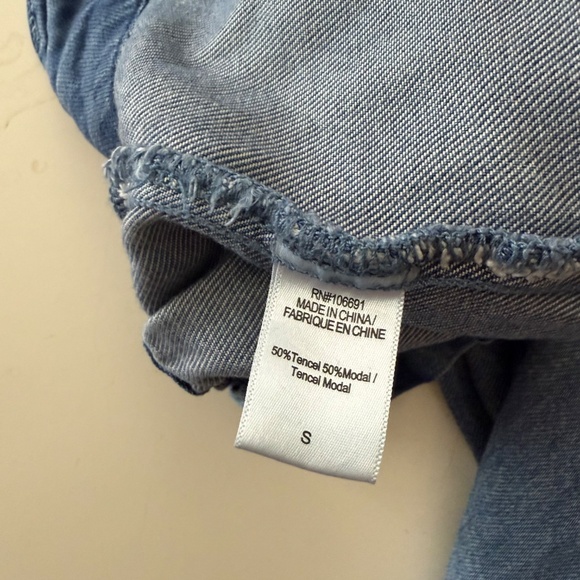 RN#106691
MADE IN CHINA/
FABRIQUE EN CHINE
50%Tencel 50%Modal /
Tencel Modal
S